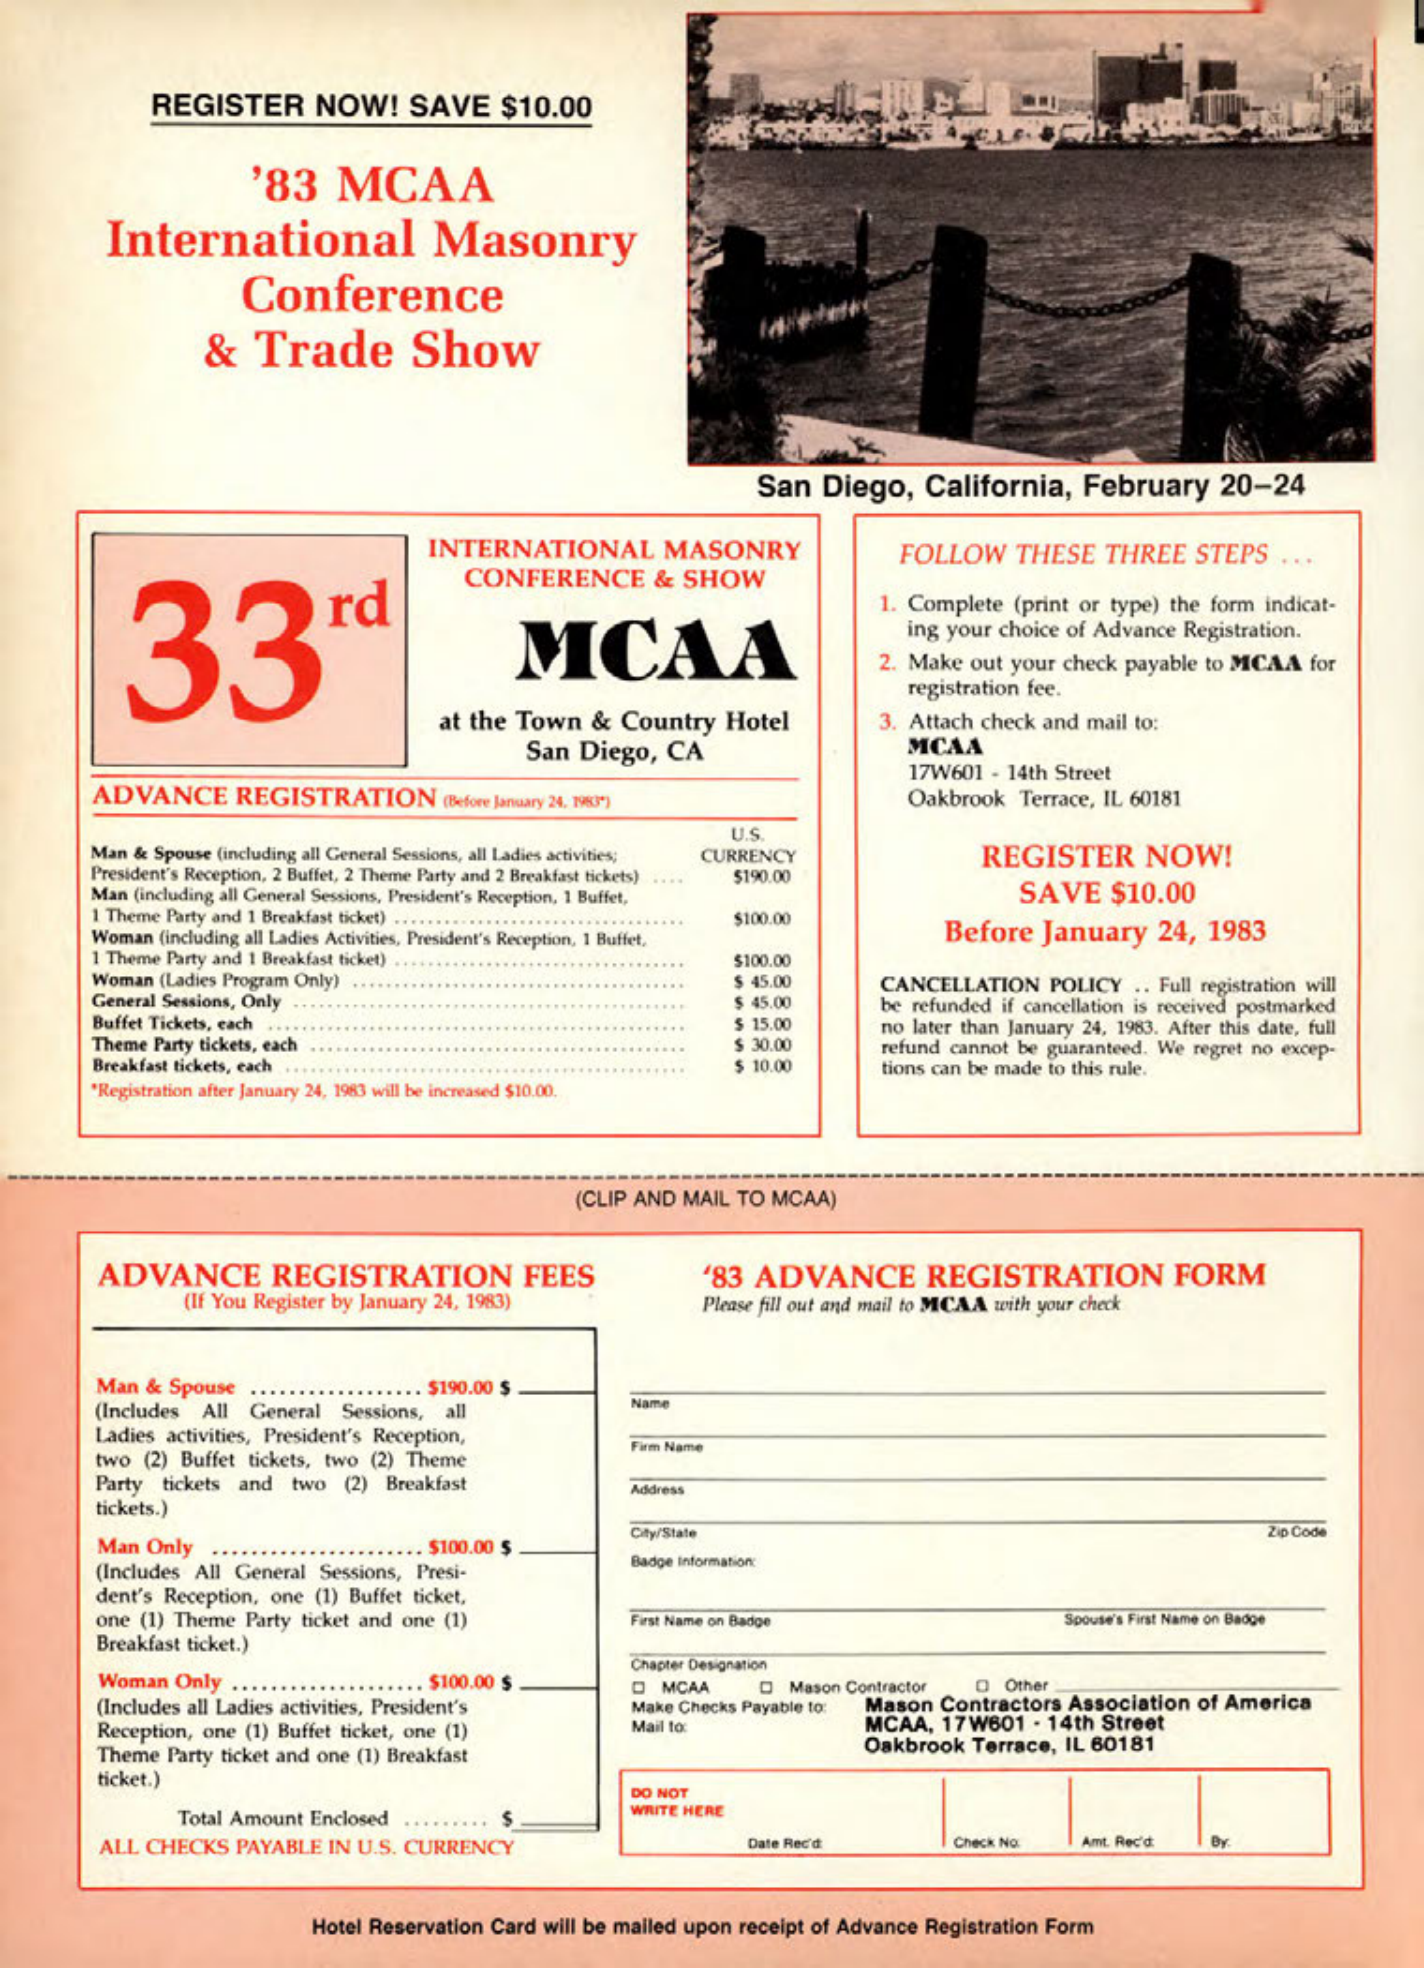 REGISTER NOW! SAVE $10.00
'83 MCAA
International Masonry
Conference
& Trade Show
San Diego, California, February 20–24
33rd
INTERNATIONAL MASONRY
CONFERENCE & SHOW
MCAA
at the Town & Country Hotel
San Diego, CA
ADVANCE REGISTRATION (Before January 24, 1983*)
U.S.
CURRENCY
Man & Spouse (including all General Sessions, all Ladies activities;
President's Reception, 2 Buffet, 2 Theme Party and 2 Breakfast tickets) .... $190.00
Man (including all General Sessions, President's Reception, 1 Buffet,
1 Theme Party and 1 Breakfast ticket) .... $100.00
Woman (including all Ladies Activities, President's Reception, 1 Buffet,
1 Theme Party and 1 Breakfast ticket) .... $100.00
Woman (Ladies Program Only) .... $ 45.00
General Sessions, Only .... $ 45.00
Buffet Tickets, each .... $ 15.00
Theme Party tickets, each .... $ 30.00
Breakfast tickets, each .... $ 10.00
*Registration after January 24, 1983 will be increased $10.00.
FOLLOW THESE THREE STEPS ...
1. Complete (print or type) the form indicat-
ing your choice of Advance Registration.
2. Make out your check payable to MCAA for
registration fee.
3. Attach check and mail to:
MCAA
17W601 - 14th Street
Oakbrook Terrace, IL 60181
REGISTER NOW!
SAVE $10.00
Before January 24, 1983
CANCELLATION POLICY .. Full registration will
be refunded if cancellation is received postmarked
no later than January 24, 1983. After this date, full
refund cannot be guaranteed. We regret no excep-
tions can be made to this rule.
(CLIP AND MAIL TO MCAA)
ADVANCE REGISTRATION FEES
(If You Register by January 24, 1983)
Man & Spouse .................. $190.00 $
(Includes All General Sessions, all
Ladies activities, President's Reception,
two (2) Buffet tickets, two (2) Theme
Party tickets and two (2) Breakfast
tickets.)
Man Only ..................... $100.00 $
(Includes All General Sessions, Presi-
dent's Reception, one (1) Buffet ticket,
one (1) Theme Party ticket and one (1)
Breakfast ticket.)
Woman Only ................... $100.00 $
(Includes all Ladies activities, President's
Reception, one (1) Buffet ticket, one (1)
Theme Party ticket and one (1) Breakfast
ticket.)
Total Amount Enclosed ......... $
ALL CHECKS PAYABLE IN U.S. CURRENCY
'83 ADVANCE REGISTRATION FORM
Please fill out and mail to MCAA with your check
Name
Firm Name
Address
City/State Zip Code
Badge Information:
First Name on Badge Spouse's First Name on Badge
Chapter Designation
□ MCAA □ Mason Contractor □ Other
Make Checks Payable to: Mason Contractors Association of America
Mail to: MCAA, 17W601 - 14th Street
Oakbrook Terrace, IL 60181
DO NOT
WRITE HERE
Date Rec'd: Check No: Amt. Rec'd: By:
Hotel Reservation Card will be mailed upon receipt of Advance Registration Form